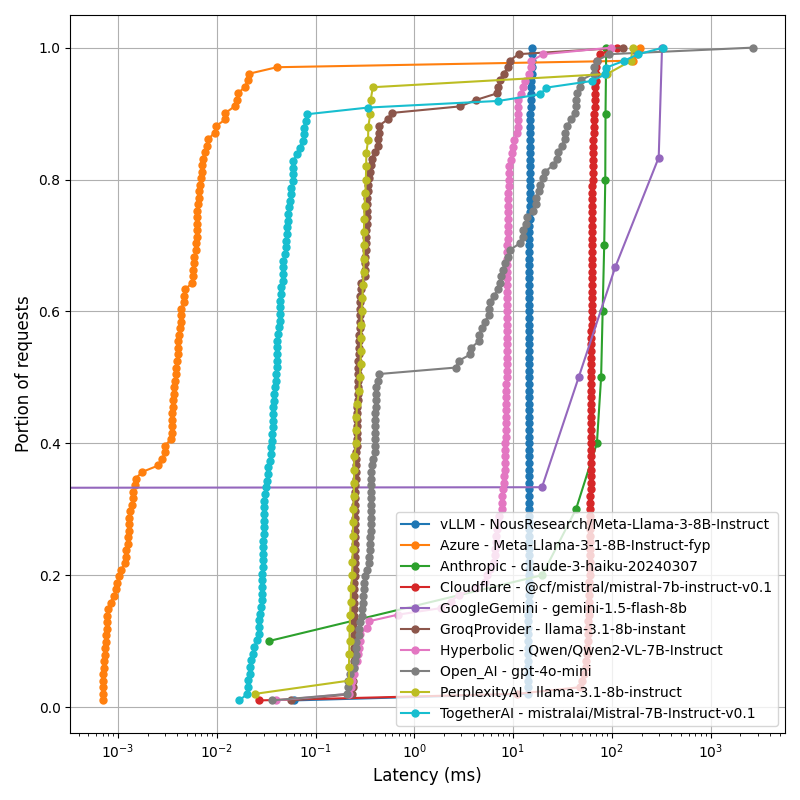 1.0
0.8
0.6
0.4
0.2
0.0
Portion of requests
vLLM - NousResearch/Meta-Llama-3-8B-Instruct
Azure - Meta-Llama-3-1-8B-Instruct-fyp
Anthropic - claude-3-haiku-20240307
Cloudflare - @cf/mistral/mistral-7b-instruct-v0.1
GoogleGemini - gemini-1.5-flash-8b
GroqProvider - llama-3.1-8b-instant
Hyperbolic - Qwen/Qwen2-VL-7B-Instruct
Open_AI - gpt-4o-mini
PerplexityAI - llama-3.1-8b-instruct
TogetherAI - mistralai/Mistral-7B-Instruct-v0.1
10⁻³ 10⁻² 10⁻¹ 10⁰ 10¹ 10² 10³
Latency (ms)